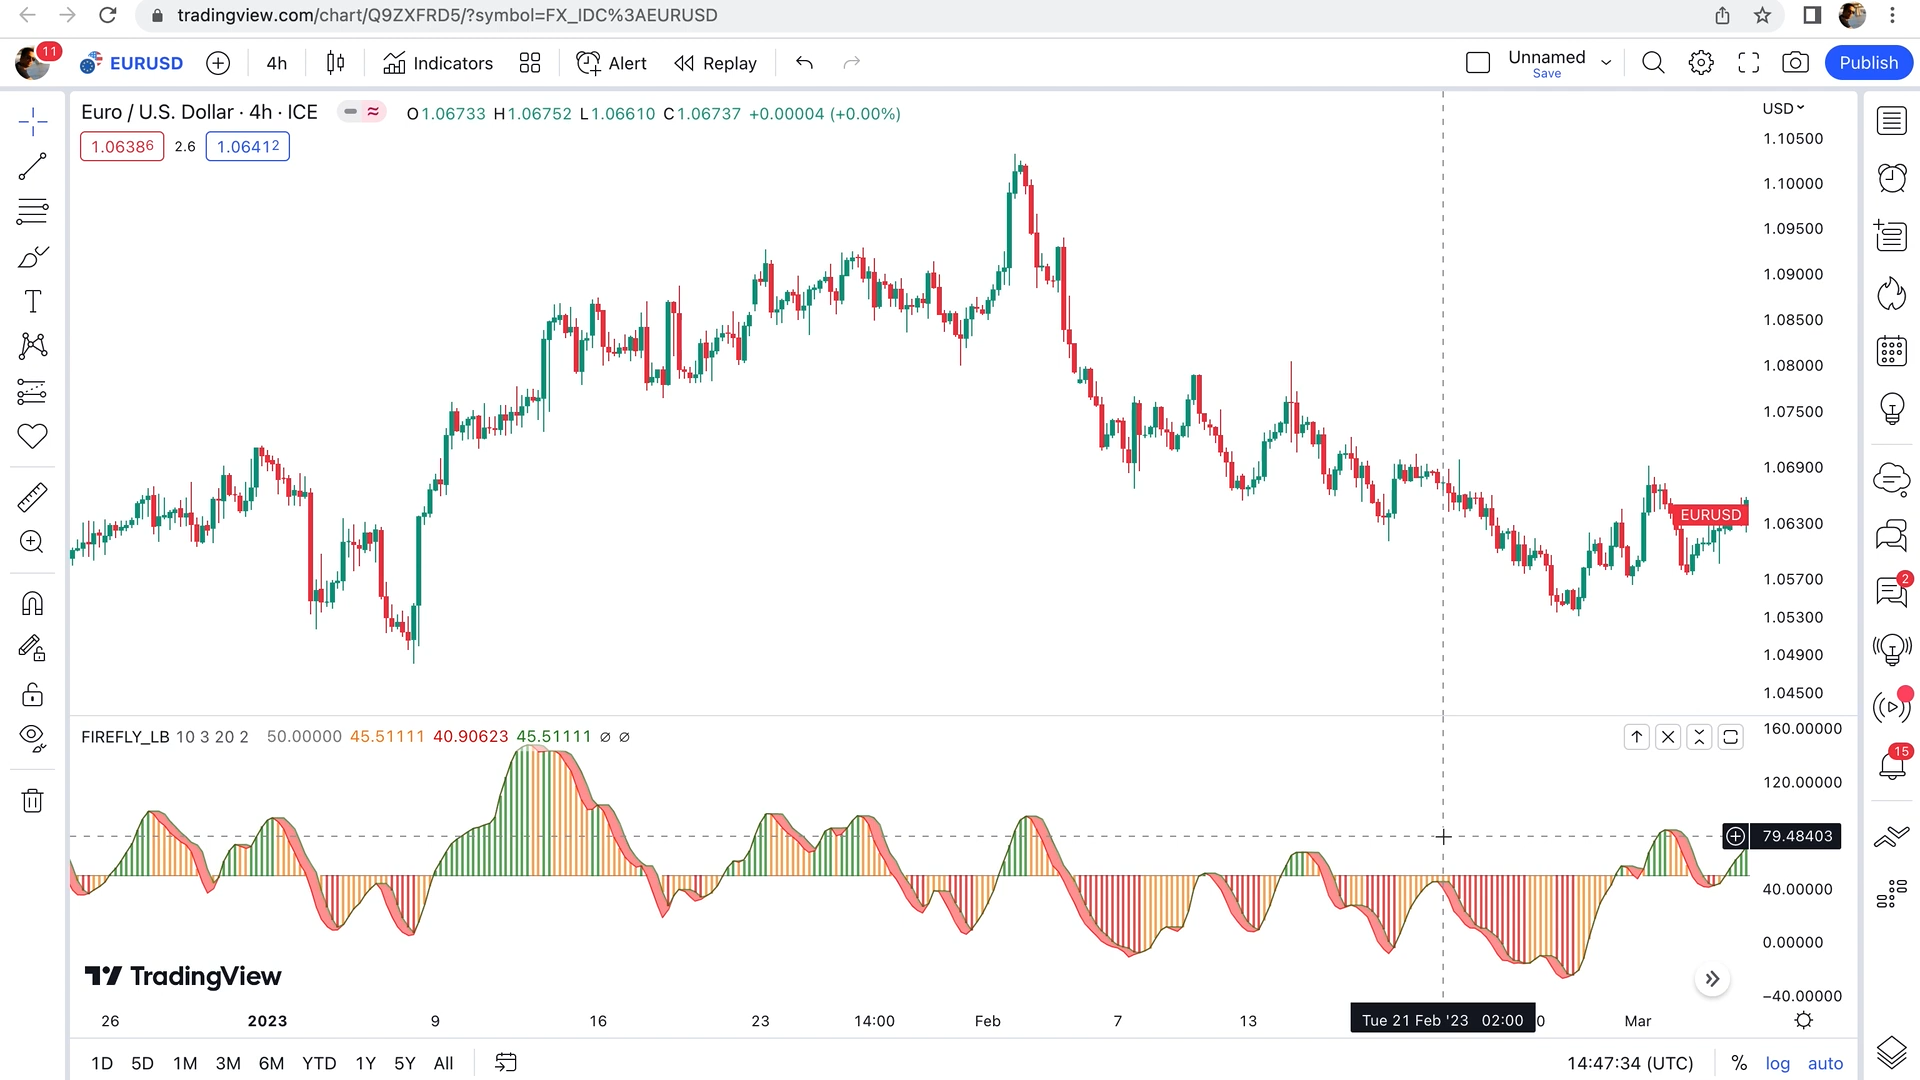 tradingview.com/chart/Q9ZXFRD5/?symbol=FX_IDC%3AEURUSD
11 EURUSD 4h Indicators Alert Replay Unnamed Save Publish
Euro / U.S. Dollar · 4h · ICE O1.06733 H1.06752 L1.06610 C1.06737 +0.00004 (+0.00%)
1.06386 2.6 1.06412
USD
1.10500
1.10000
1.09500
1.09000
1.08500
1.08000
1.07500
1.06900
EURUSD
1.06300
1.05700
2
1.05300
1.04900
1.04500
FIREFLY_LB 10 3 20 2 50.00000 45.51111 40.90623 45.51111 ∅ ∅
160.00000
15
120.00000
79.48403
40.00000
0.00000
TradingView
−40.00000
26 2023 9 16 23 14:00 Feb 7 13 Tue 21 Feb '23 02:00 0 Mar
1D 5D 1M 3M 6M YTD 1Y 5Y All 14:47:34 (UTC) % log auto